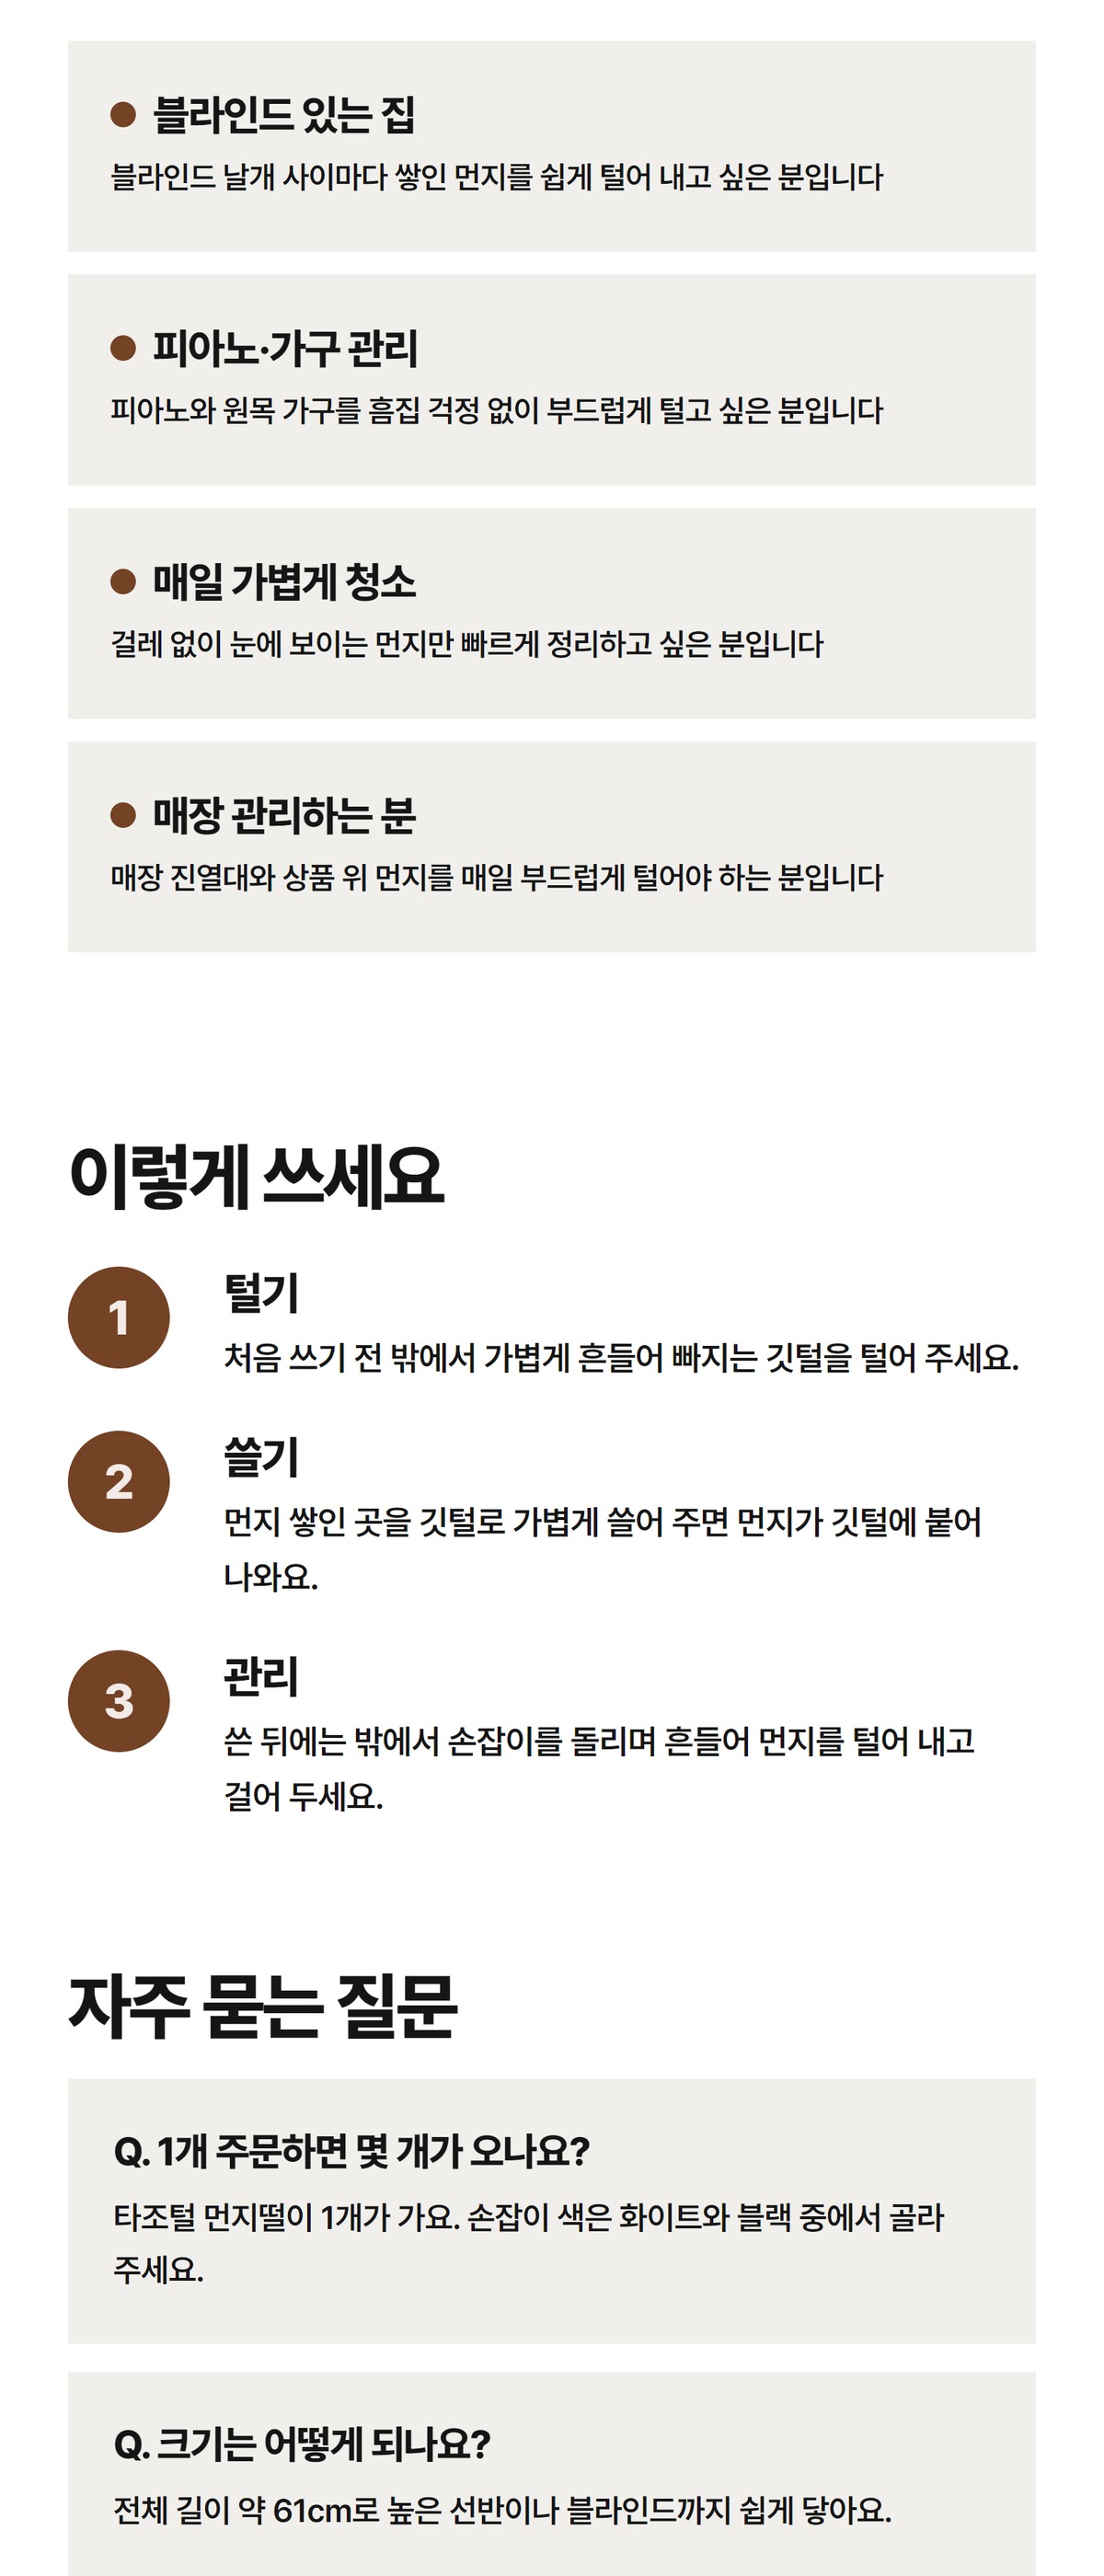 블라인드 있는 집
블라인드 날개 사이마다 쌓인 먼지를 쉽게 털어 내고 싶은 분입니다
피아노·가구 관리
피아노와 원목 가구를 흠집 걱정 없이 부드럽게 털고 싶은 분입니다
매일 가볍게 청소
걸레 없이 눈에 보이는 먼지만 빠르게 정리하고 싶은 분입니다
매장 관리하는 분
매장 진열대와 상품 위 먼지를 매일 부드럽게 털어야 하는 분입니다
이렇게 쓰세요
1
털기
처음 쓰기 전 밖에서 가볍게 흔들어 빠지는 깃털을 털어 주세요.
2
쓸기
먼지 쌓인 곳을 깃털로 가볍게 쓸어 주면 먼지가 깃털에 붙어
나와요.
3
관리
쓴 뒤에는 밖에서 손잡이를 돌리며 흔들어 먼지를 털어 내고
걸어 두세요.
자주 묻는 질문
Q. 1개 주문하면 몇 개가 오나요?
타조털 먼지떨이 1개가 가요. 손잡이 색은 화이트와 블랙 중에서 골라
주세요.
Q. 크기는 어떻게 되나요?
전체 길이 약 61cm로 높은 선반이나 블라인드까지 쉽게 닿아요.